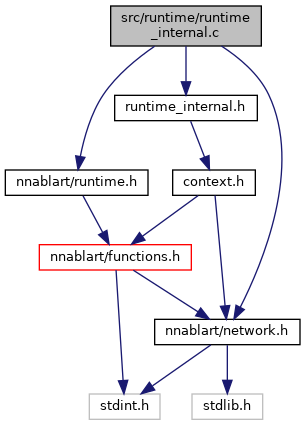 src/runtime/runtime
_internal.c
runtime_internal.h
nnablart/runtime.h
context.h
nnablart/functions.h
nnablart/network.h
stdint.h
stdlib.h